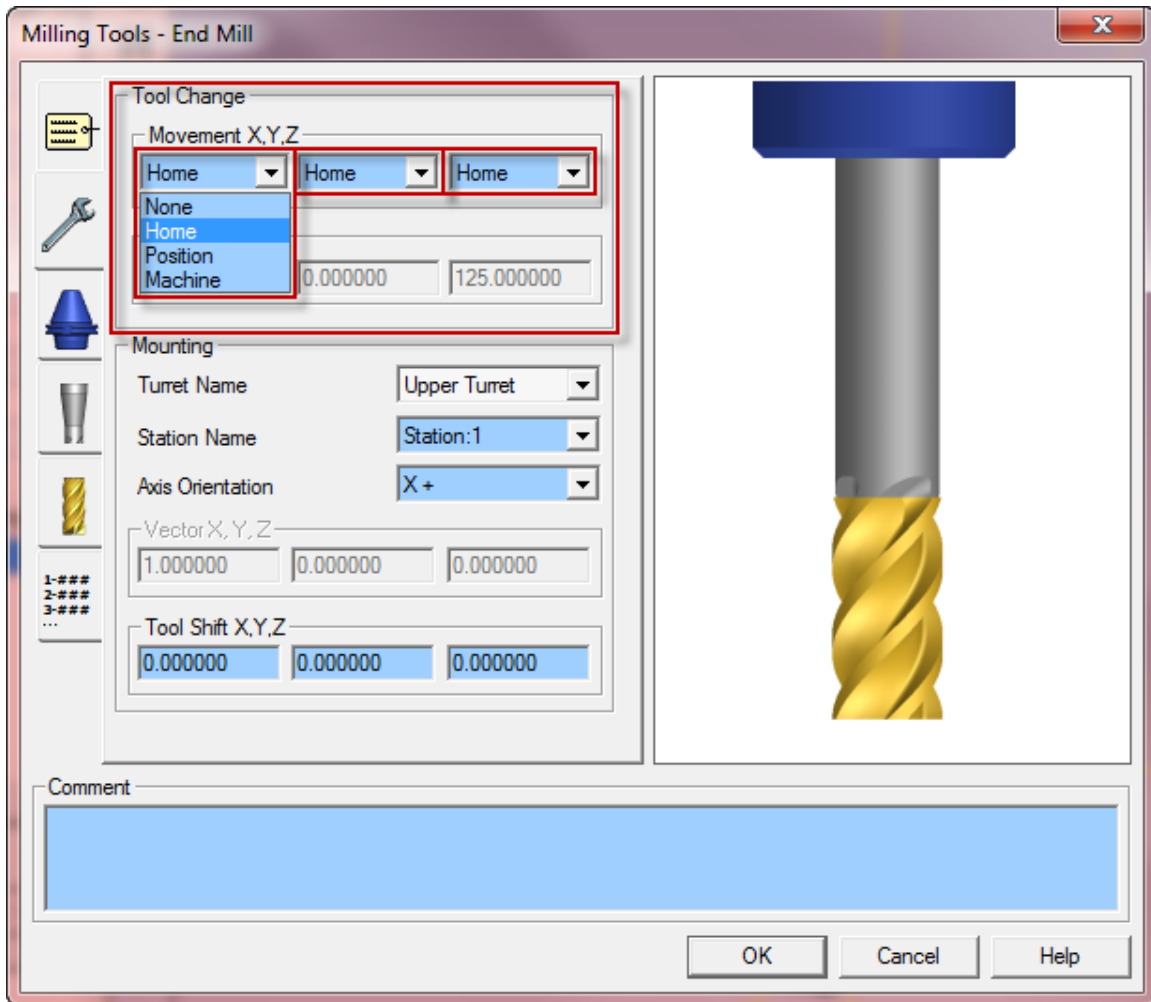 Milling Tools - End Mill
Tool Change
Movement X,Y,Z
Home Home Home
None
Home
Position
Machine
0.000000 125.000000
Mounting
Turret Name Upper Turret
Station Name Station:1
Axis Orientation X +
Vector X, Y, Z
1.000000 0.000000 0.000000
Tool Shift X,Y,Z
0.000000 0.000000 0.000000
1-###
2-###
3-###
...
Comment
OK Cancel Help